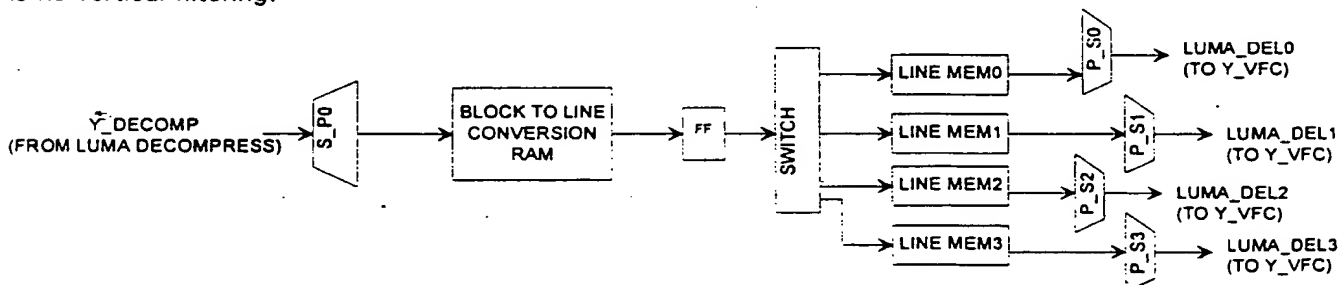 is no vertical filtering.
Y_DECOMP
(FROM LUMA DECOMPRESS)
S_P0
BLOCK TO LINE
CONVERSION
RAM
FF
SWITCH
LINE MEM0
P_S0
LUMA_DEL0
(TO Y_VFC)
LINE MEM1
P_S1
LUMA_DEL1
(TO Y_VFC)
LINE MEM2
P_S2
LUMA_DEL2
(TO Y_VFC)
LINE MEM3
P_S3
LUMA_DEL3
(TO Y_VFC)